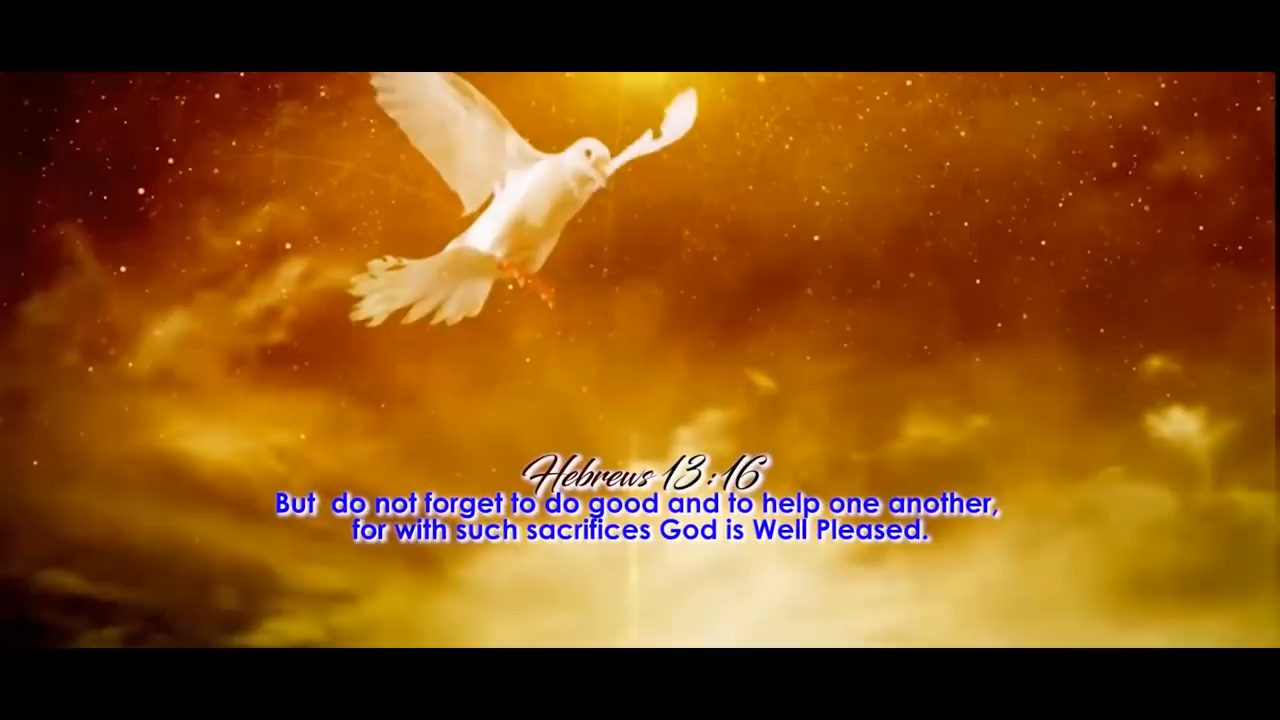 Hebrews 13:16
But  do not forget to do good and to help one another,
for with such sacrifices God is Well Pleased.